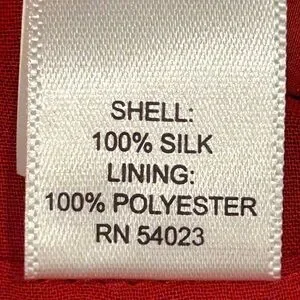 SHELL:
100% SILK
LINING:
100% POLYESTER
RN 54023